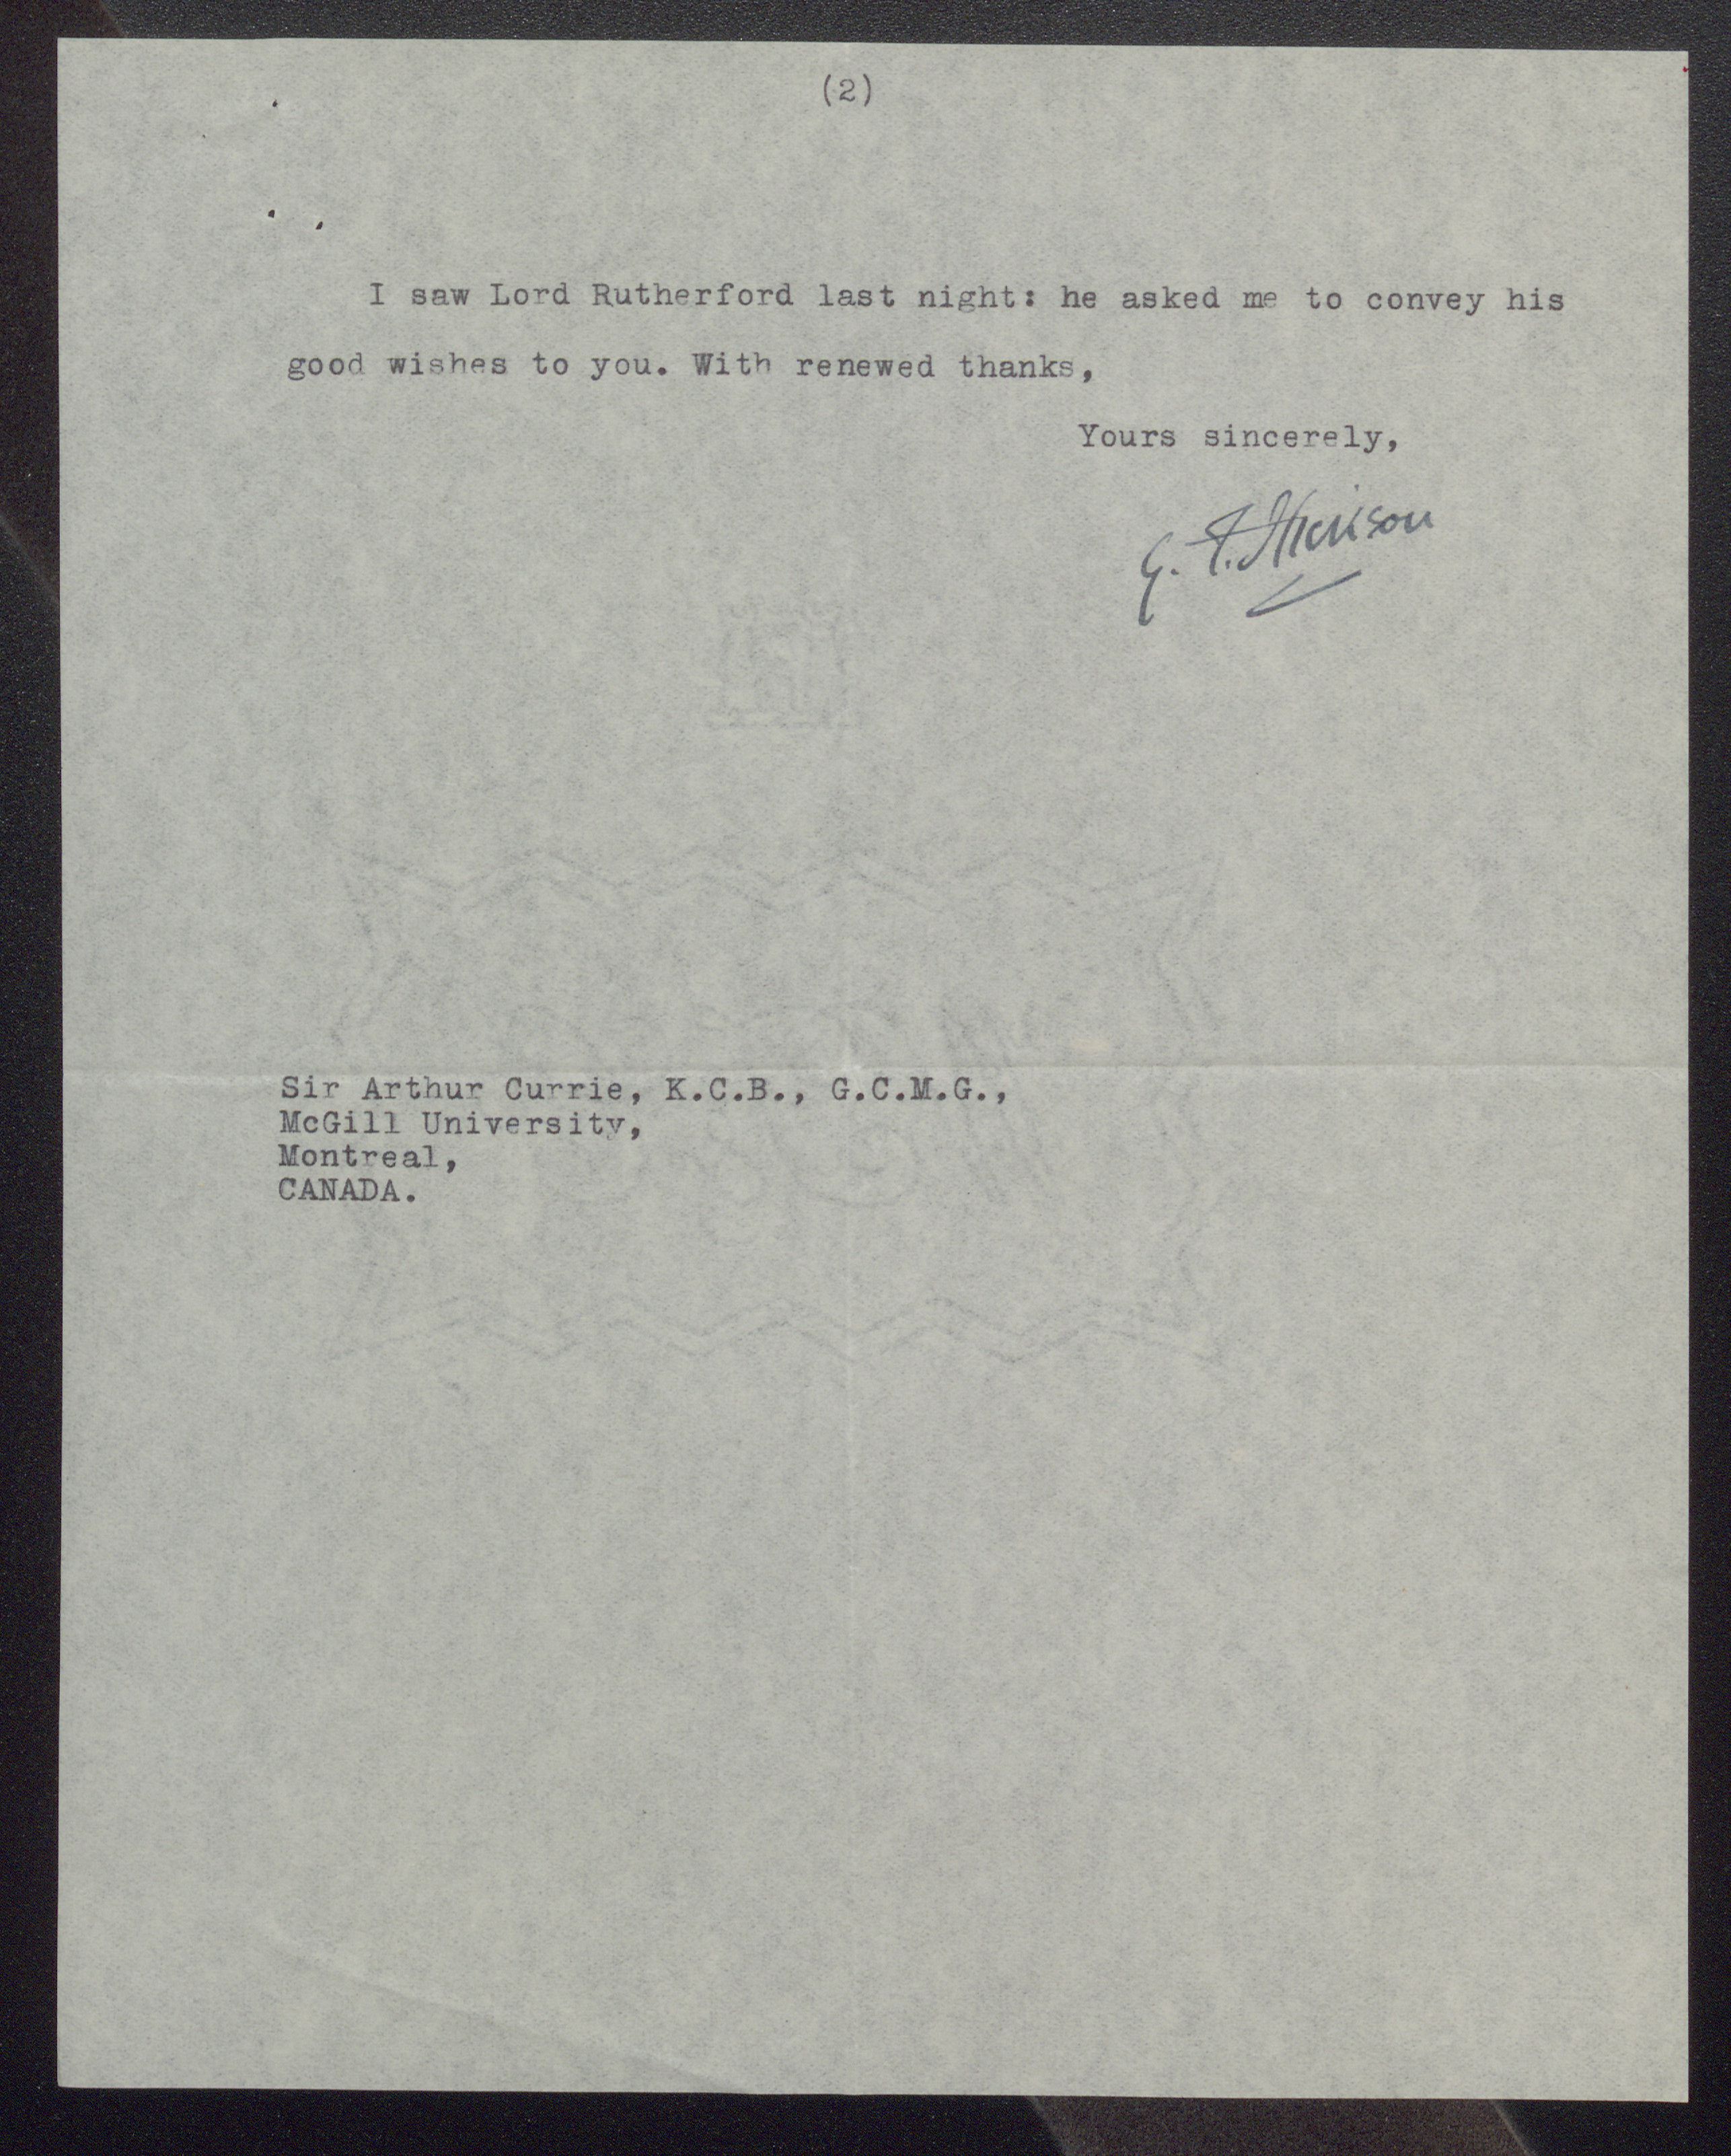 (2)
I saw Lord Rutherford last night: he asked me to convey his
good wishes to you. With renewed thanks,
Yours sincerely,
G. F. Hickson
Sir Arthur Currie, K.C.B., G.C.M.G.,
McGill University,
Montreal,
CANADA.